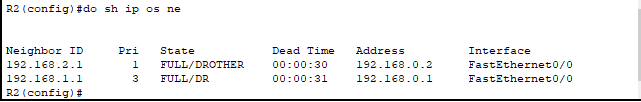 R2(config)#do sh ip os ne
Neighbor ID Pri State Dead Time Address Interface
192.168.2.1 1 FULL/DROTHER 00:00:30 192.168.0.2 FastEthernet0/0
192.168.1.1 3 FULL/DR 00:00:31 192.168.0.1 FastEthernet0/0
R2(config)#